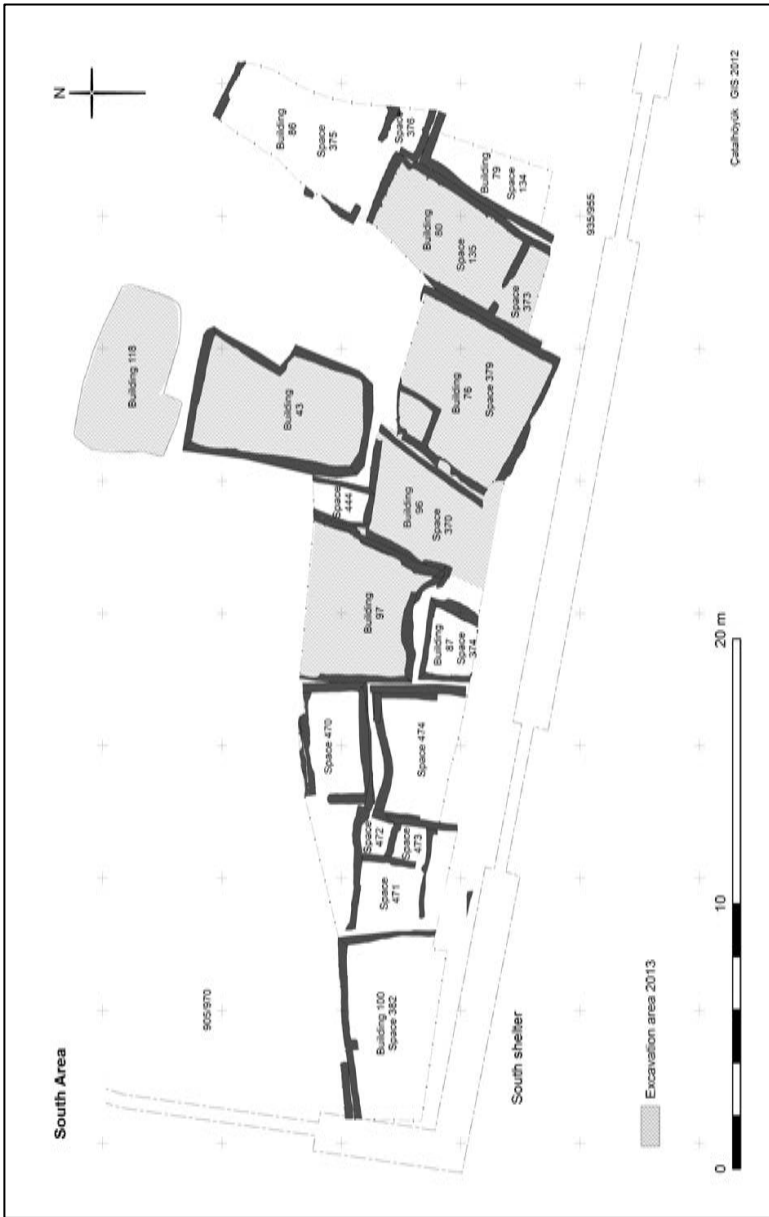 South Area
N
Building 118
Building
86
Space
375
Space
376
Building
79
Space
134
Building
80
Space
135
Space
373
Building
43
Building
76
Space 379
Space
444
Building
96
Space
370
Building
97
Building
87
Space
374
Space 470
Space 474
Space
472
Space
473
Space
471
Building 100
Space 382
905/970
935/955
South shelter
Excavation area 2013
0
10
20 m
Çatalhöyük GIS 2012